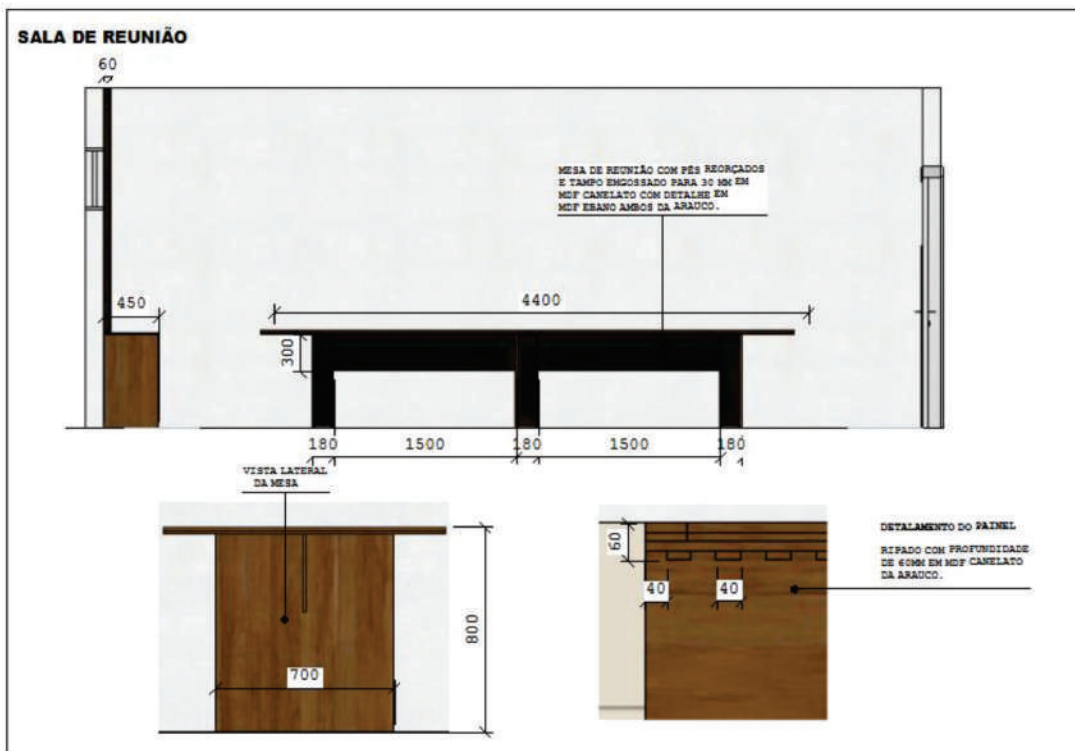 SALA DE REUNIÃO
60
MESA DE REUNIÃO COM PÉS REORÇADOS
E TAMPO ENGOSSADO PARA 30 MM EM
MDF CANELATO COM DETALHE EM
MDF EBANO AMBOS DA ARAUCO.
450
4400
300
180 1500 180 1500 180
VISTA LATERAL
DA MESA
800
700
60
40 40
DETALAMENTO DO PAINEL
RIPADO COM PROFUNDIDADE
DE 60MM EM MDF CANELATO
DA ARAUCO.